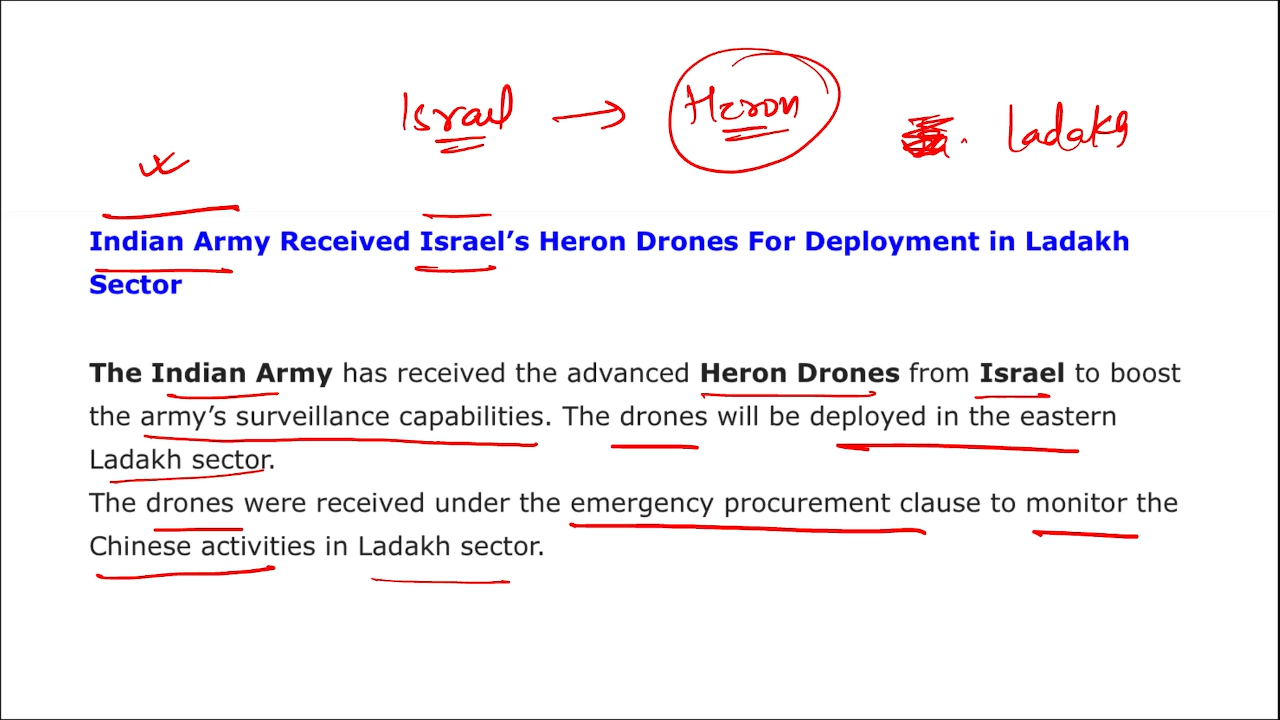 Israel → Heron Ladakh
Indian Army Received Israel’s Heron Drones For Deployment in Ladakh
Sector
The Indian Army has received the advanced Heron Drones from Israel to boost
the army’s surveillance capabilities. The drones will be deployed in the eastern
Ladakh sector.
The drones were received under the emergency procurement clause to monitor the
Chinese activities in Ladakh sector.